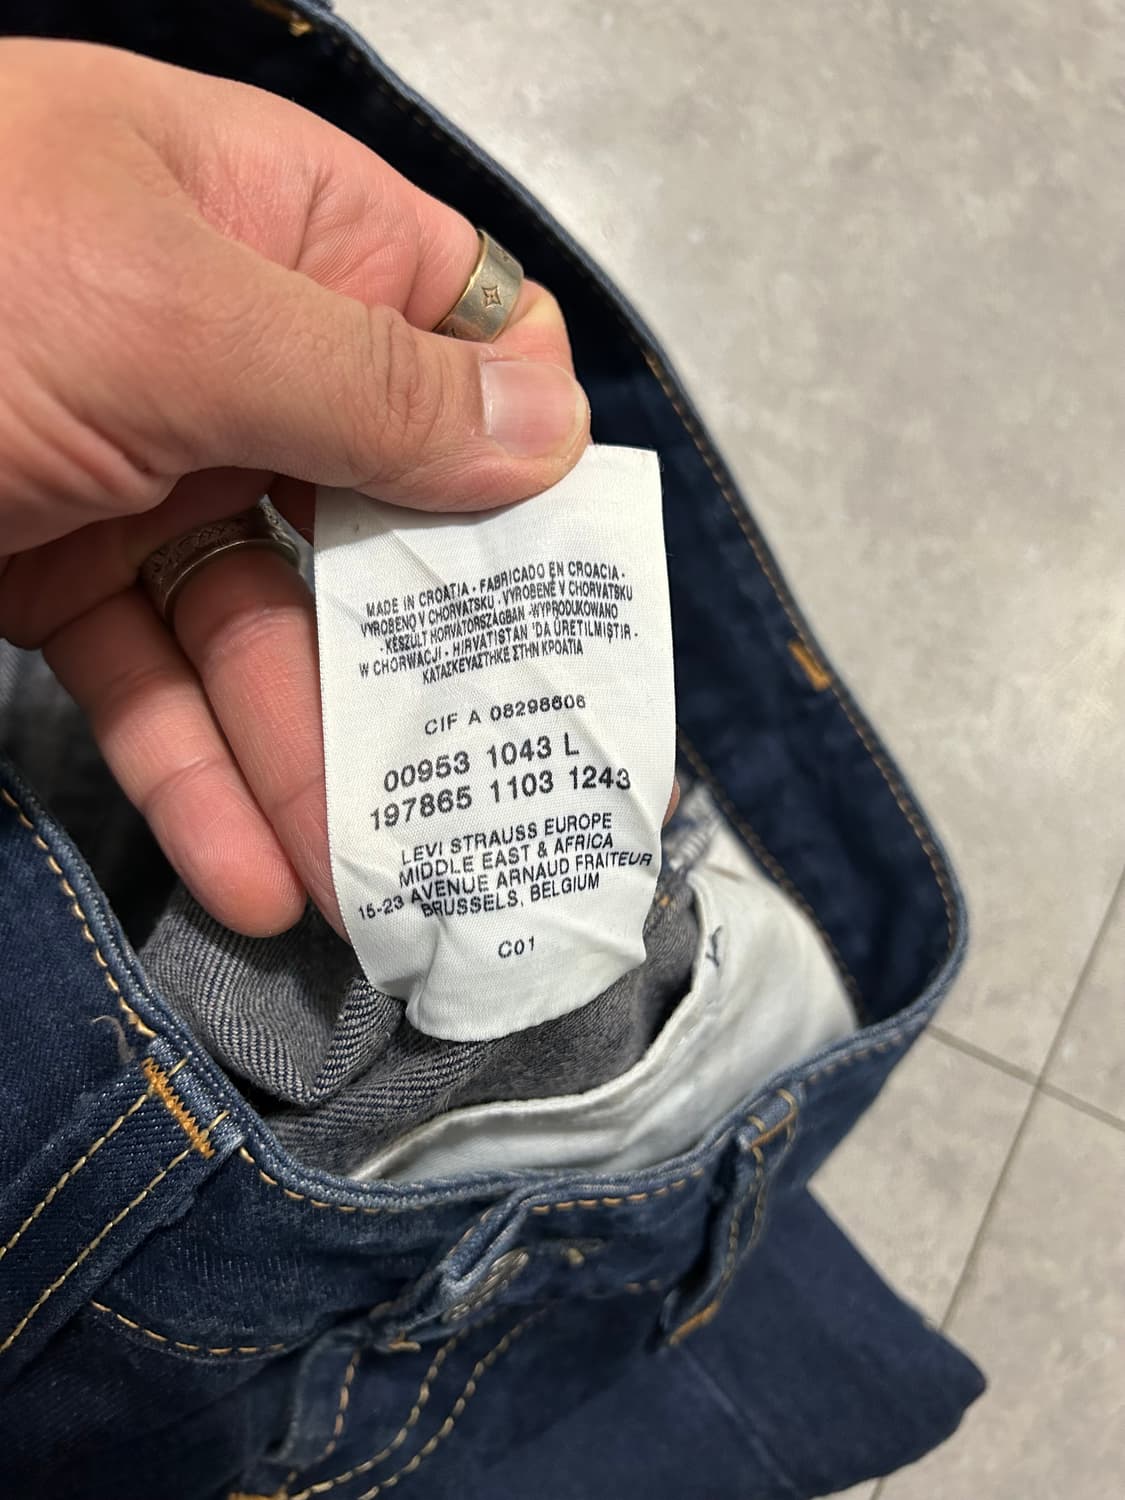 MADE IN CROATIA - FABRICADO EN CROACIA -
VYROBENO V CHORVATSKU - VYROBENÉ V CHORVATSKU
- KÉSZÜLT HORVATORSZÁGBAN - WYPRODUKOWANO
W CHORWACJI - HIRVATISTAN 'DA ÜRETILMIŞTIR -
ΚΑΤΑΣΚΕΥΑΣΤΗΚΕ ΣΤΗΝ ΚΡΟΑΤΙΑ
CIF A 08298606
00953 1043 L
197865 1103 1243
LEVI STRAUSS EUROPE
MIDDLE EAST & AFRICA
15-23 AVENUE ARNAUD FRAITEUR
BRUSSELS, BELGIUM
C01